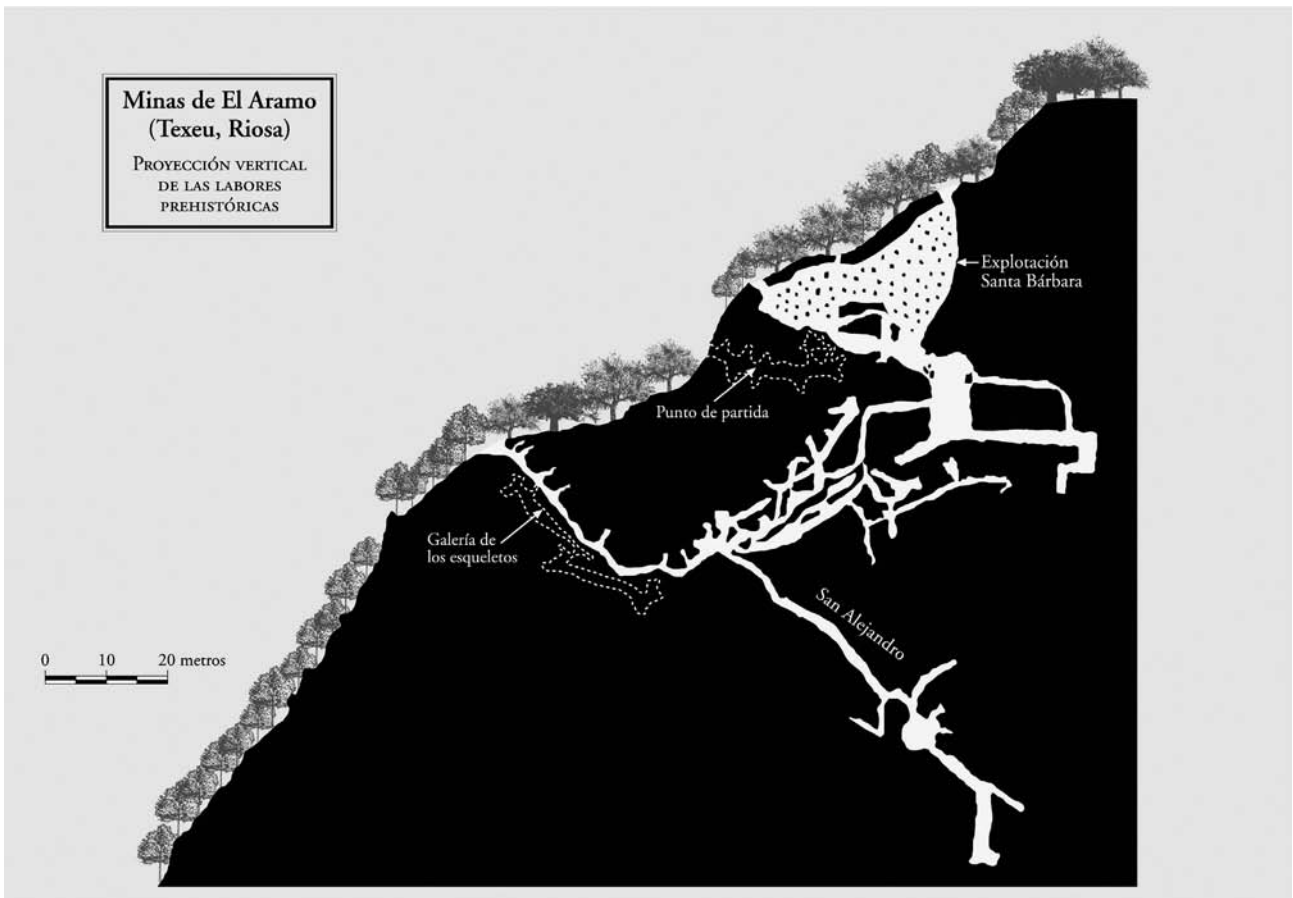 Minas de El Aramo
(Texeu, Riosa)
Proyección vertical
de las labores
prehistóricas
Explotación
Santa Bárbara
Punto de partida
Galería de
los esqueletos
San Alejandro
0 10 20 metros